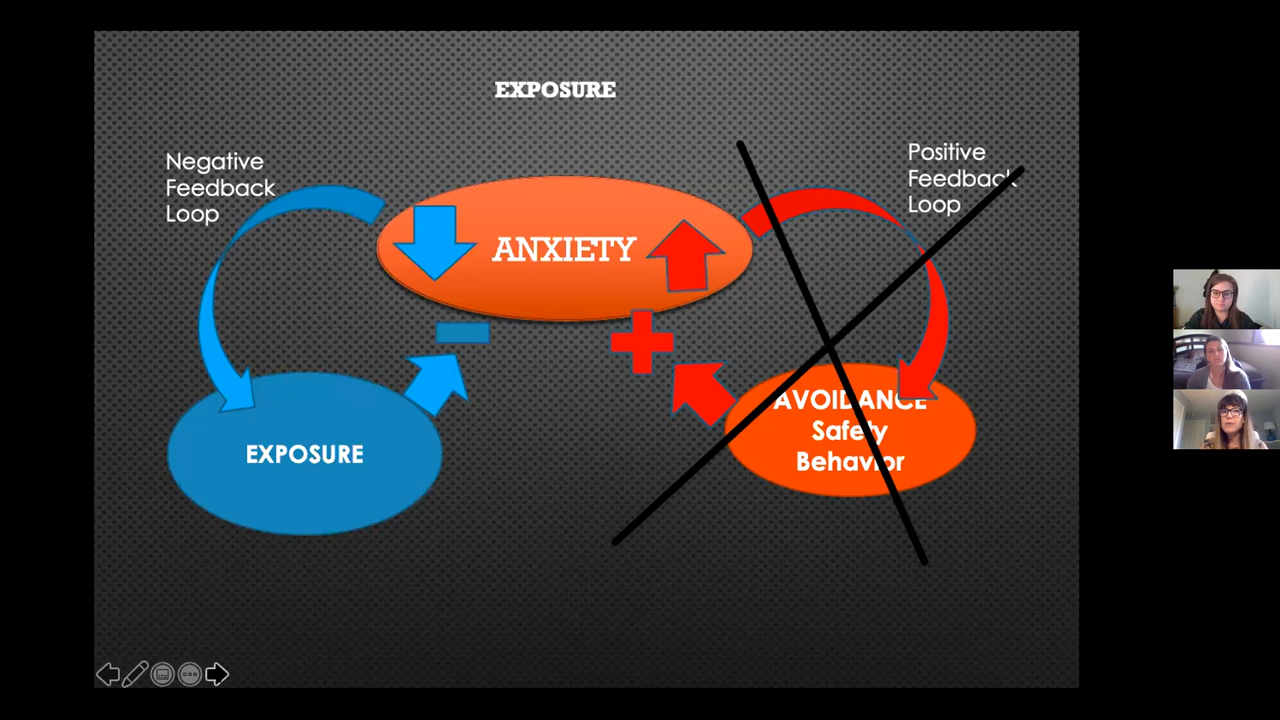 EXPOSURE
Negative
Feedback
Loop
Positive
Feedback
Loop
ANXIETY
EXPOSURE
AVOIDANCE
Safety
Behavior